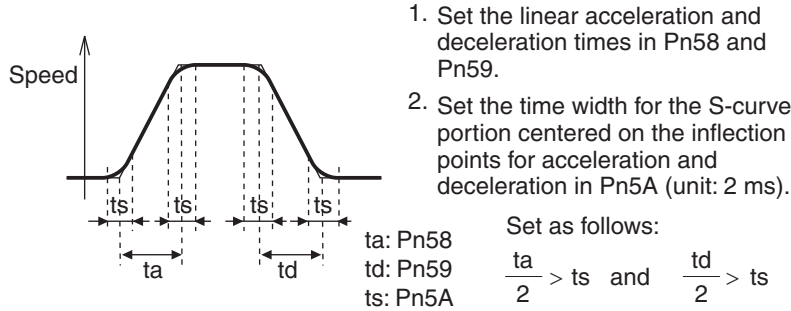 Speed
ts ts ts ts
ta td
ta: Pn58
td: Pn59
ts: Pn5A
1. Set the linear acceleration and
deceleration times in Pn58 and
Pn59.
2. Set the time width for the S-curve
portion centered on the inflection
points for acceleration and
deceleration in Pn5A (unit: 2 ms).
Set as follows:
ta/2 > ts and td/2 > ts